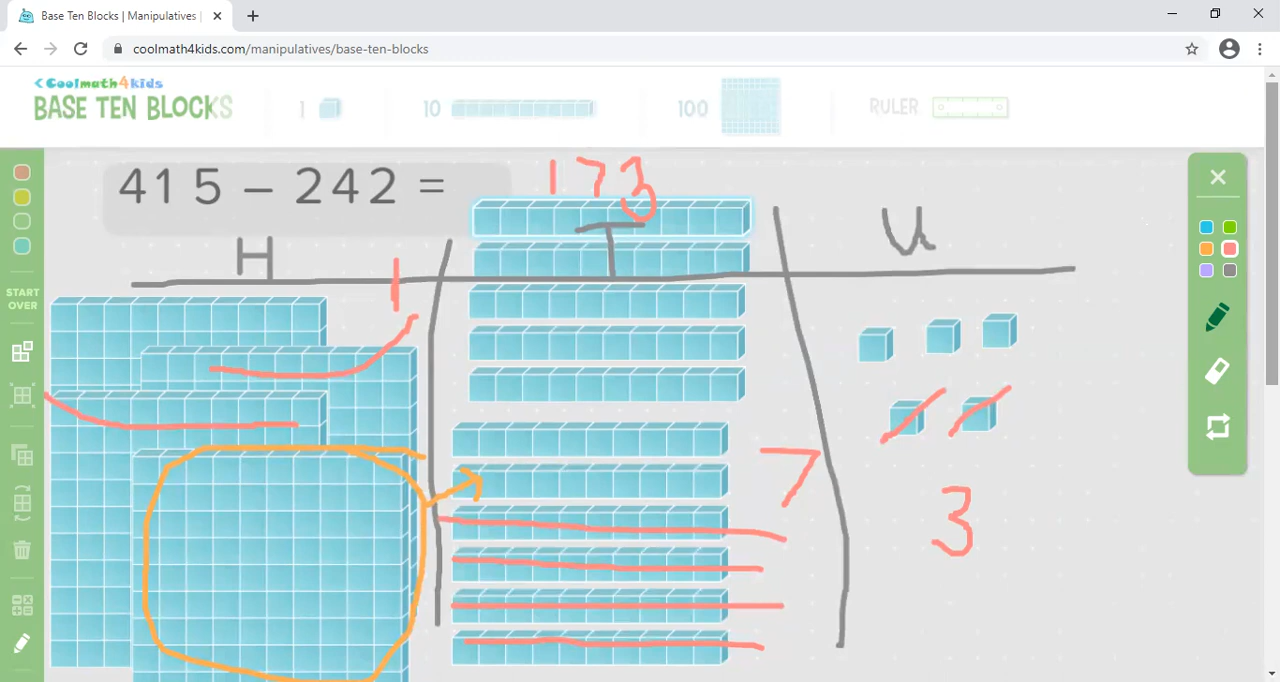 Base Ten Blocks | Manipulatives |
coolmath4kids.com/manipulatives/base-ten-blocks
<Coolmath4kids
BASE TEN BLOCKS
1
10
100
RULER
415 - 242 = 173
H T U
START
OVER
1
7
3